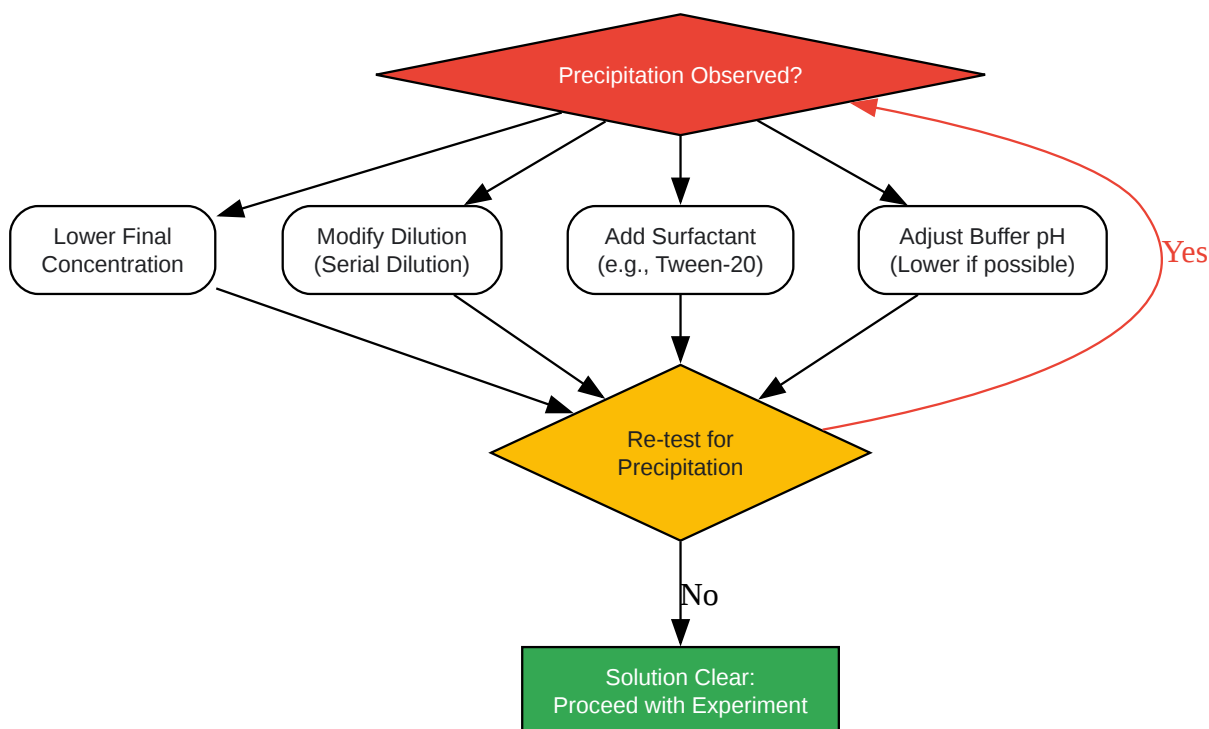 Precipitation Observed?
Lower Final
Concentration
Modify Dilution
(Serial Dilution)
Add Surfactant
(e.g., Tween-20)
Adjust Buffer pH
(Lower if possible)
Yes
Re-test for
Precipitation
No
Solution Clear:
Proceed with Experiment